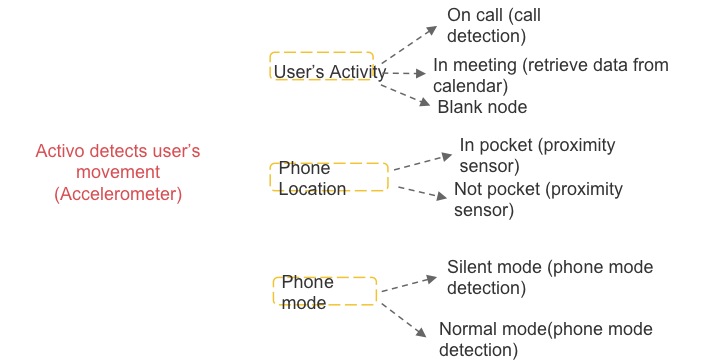 On call (call
detection)
User's Activity
In meeting (retrieve data from
calendar)
Blank node
Activo detects user's
movement
(Accelerometer)
Phone
Location
In pocket (proximity
sensor)
Not pocket (proximity
sensor)
Phone
mode
Silent mode (phone mode
detection)
Normal mode(phone mode
detection)